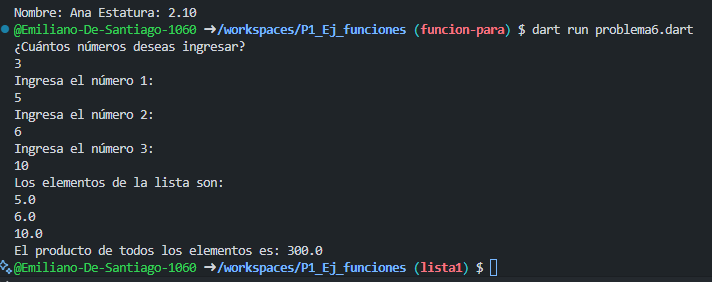 Nombre: Ana Estatura: 2.10
@Emiliano-De-Santiago-1060 ➜/workspaces/P1_Ej_funciones (funcion-para) $ dart run problema6.dart
¿Cuántos números deseas ingresar?
3
Ingresa el número 1:
5
Ingresa el número 2:
6
Ingresa el número 3:
10
Los elementos de la lista son:
5.0
6.0
10.0
El producto de todos los elementos es: 300.0
@Emiliano-De-Santiago-1060 ➜/workspaces/P1_Ej_funciones (lista1) $